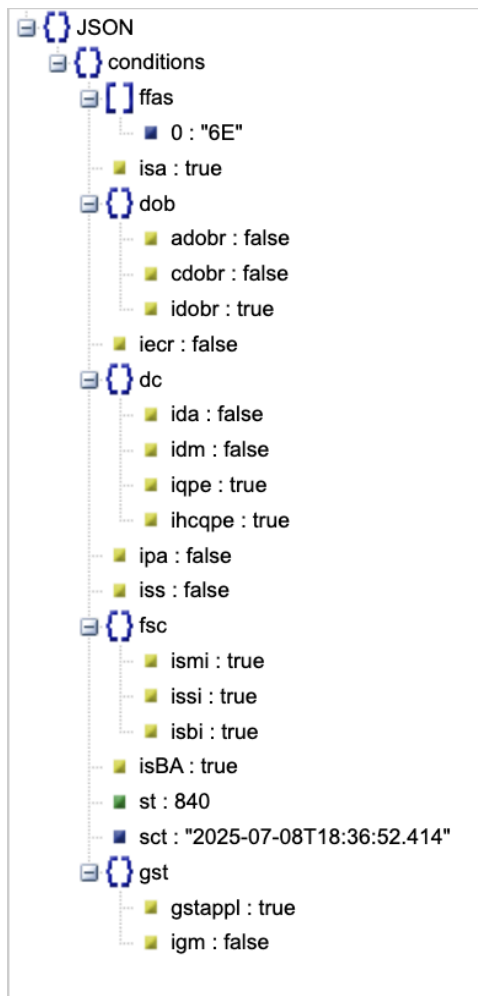 JSON
conditions
ffas
0 : "6E"
isa : true
dob
adobr : false
cdobr : false
idobr : true
iecr : false
dc
ida : false
idm : false
iqpe : true
ihcqpe : true
ipa : false
iss : false
fsc
ismi : true
issi : true
isbi : true
isBA : true
st : 840
sct : "2025-07-08T18:36:52.414"
gst
gstappl : true
igm : false